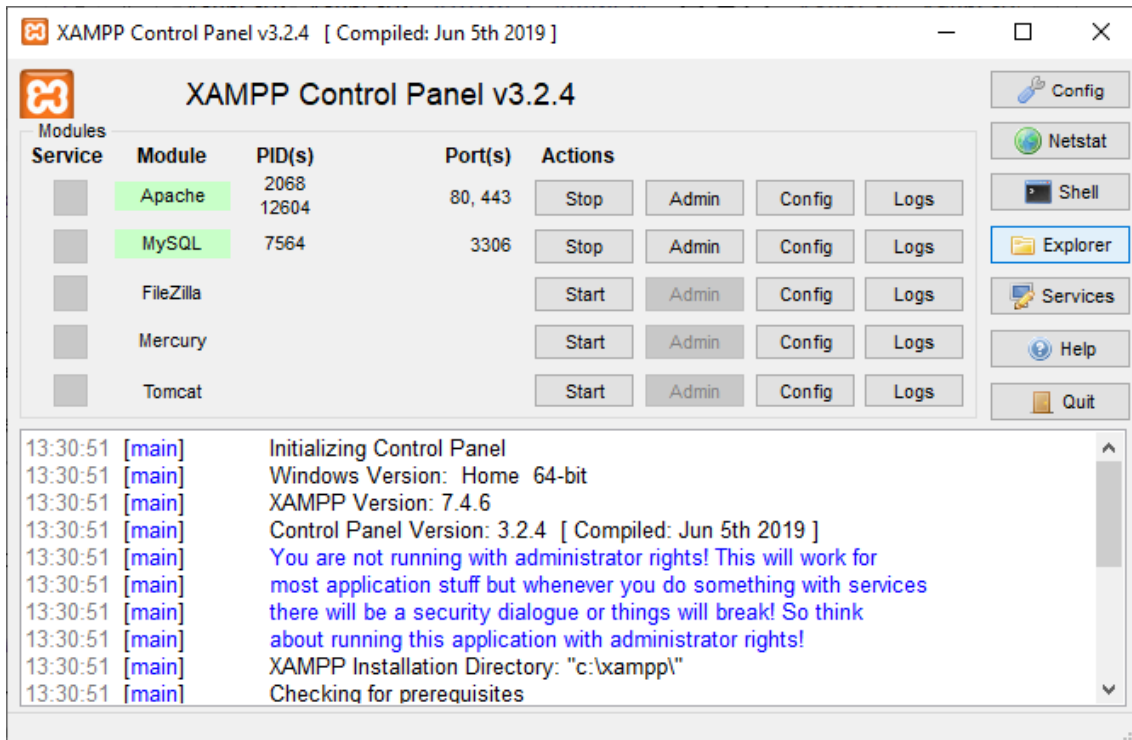 XAMPP Control Panel v3.2.4 [ Compiled: Jun 5th 2019 ]
XAMPP Control Panel v3.2.4
Config
Modules
Service Module PID(s) Port(s) Actions
Netstat
Apache 2068 12604 80, 443 Stop Admin Config Logs
Shell
MySQL 7564 3306 Stop Admin Config Logs
Explorer
FileZilla Start Admin Config Logs
Services
Mercury Start Admin Config Logs
Help
Tomcat Start Admin Config Logs
Quit
13:30:51 [main] Initializing Control Panel
13:30:51 [main] Windows Version: Home 64-bit
13:30:51 [main] XAMPP Version: 7.4.6
13:30:51 [main] Control Panel Version: 3.2.4 [ Compiled: Jun 5th 2019 ]
13:30:51 [main] You are not running with administrator rights! This will work for
13:30:51 [main] most application stuff but whenever you do something with services
13:30:51 [main] there will be a security dialogue or things will break! So think
13:30:51 [main] about running this application with administrator rights!
13:30:51 [main] XAMPP Installation Directory: "c:\xampp\"
13:30:51 [main] Checking for prerequisites